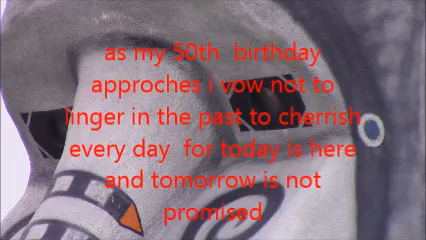 as my 50th birthday
approches i vow not to
linger in the past to cherrish
every day for today is here
and tomorrow is not
promised